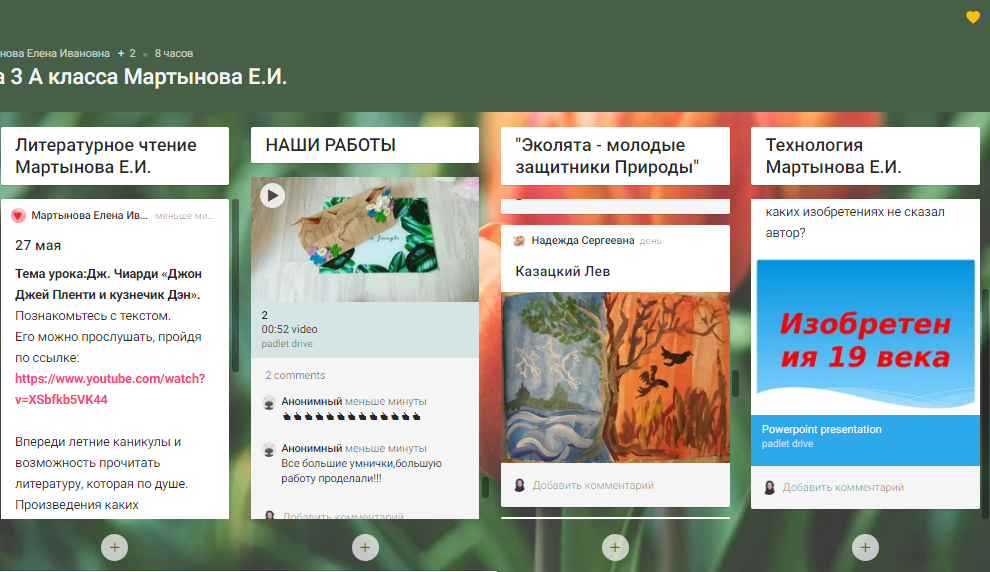 нова Елена Ивановна + 2 • 8 часов
а 3 А класса Мартынова Е.И.
Литературное чтение
Мартынова Е.И.
Мартынова Елена Ив... меньше ми...
27 мая
Тема урока:Дж. Чиарди «Джон
Джей Пленти и кузнечик Дэн».
Познакомьтесь с текстом.
Его можно прослушать, пройдя
по ссылке:
https://www.youtube.com/watch?
v=XSbfkb5VK44
Впереди летние каникулы и
возможность прочитать
литературу, которая по душе.
Произведения каких
НАШИ РАБОТЫ
Jungle
2
00:52 video
padlet drive
2 comments
Анонимный меньше минуты
Анонимный меньше минуты
Все большие умнички,большую
работу проделали!!!
Добавить комментарий
"Эколята - молодые
защитники Природы"
Надежда Сергеевна день
Казацкий Лев
Добавить комментарий
Технология
Мартынова Е.И.
каких изобретениях не сказал
автор?
Изобретен
ия 19 века
Powerpoint presentation
padlet drive
Добавить комментарий